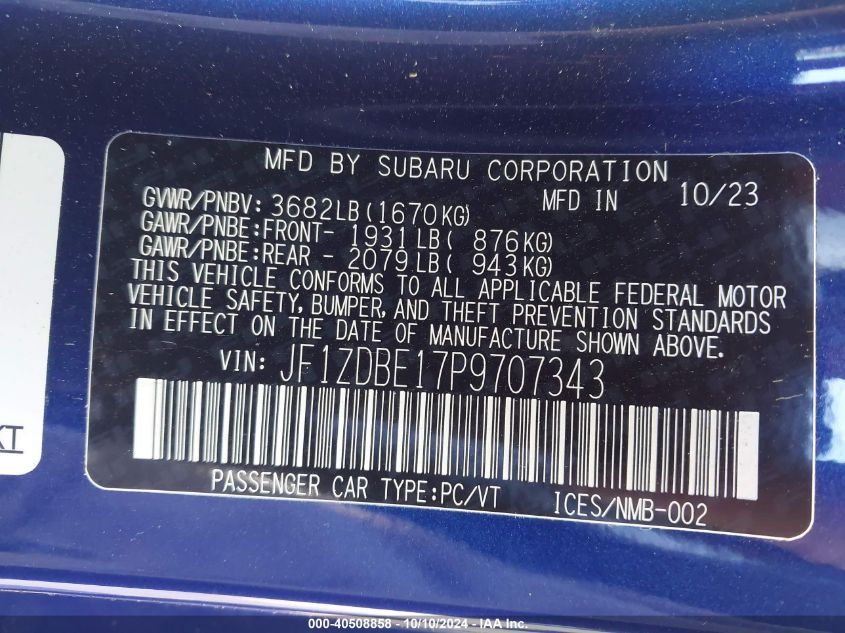 MFD BY SUBARU CORPORATION
GVWR/PNBV: 3682LB(1670KG) MFD IN 10/23
GAWR/PNBE:FRONT- 1931LB( 876KG)
GAWR/PNBE:REAR - 2079LB( 943KG)
THIS VEHICLE CONFORMS TO ALL APPLICABLE FEDERAL MOTOR
VEHICLE SAFETY, BUMPER, AND THEFT PREVENTION STANDARDS
IN EFFECT ON THE DATE OF MANUFACTURE SHOWN ABOVE.
VIN: JF1ZDBE17P9707343
PASSENGER CAR TYPE:PC/VT ICES/NMB-002
000-40508858 - 10/10/2024 - IAA Inc.